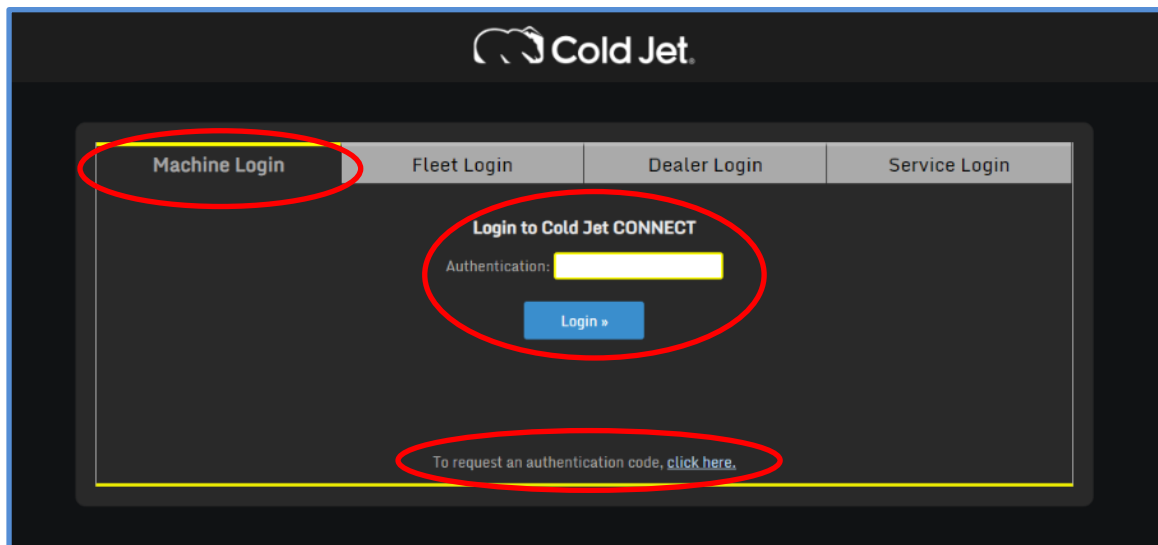 Cold Jet®
Machine Login Fleet Login Dealer Login Service Login
Login to Cold Jet CONNECT
Authentication:
Login »
To request an authentication code, click here.